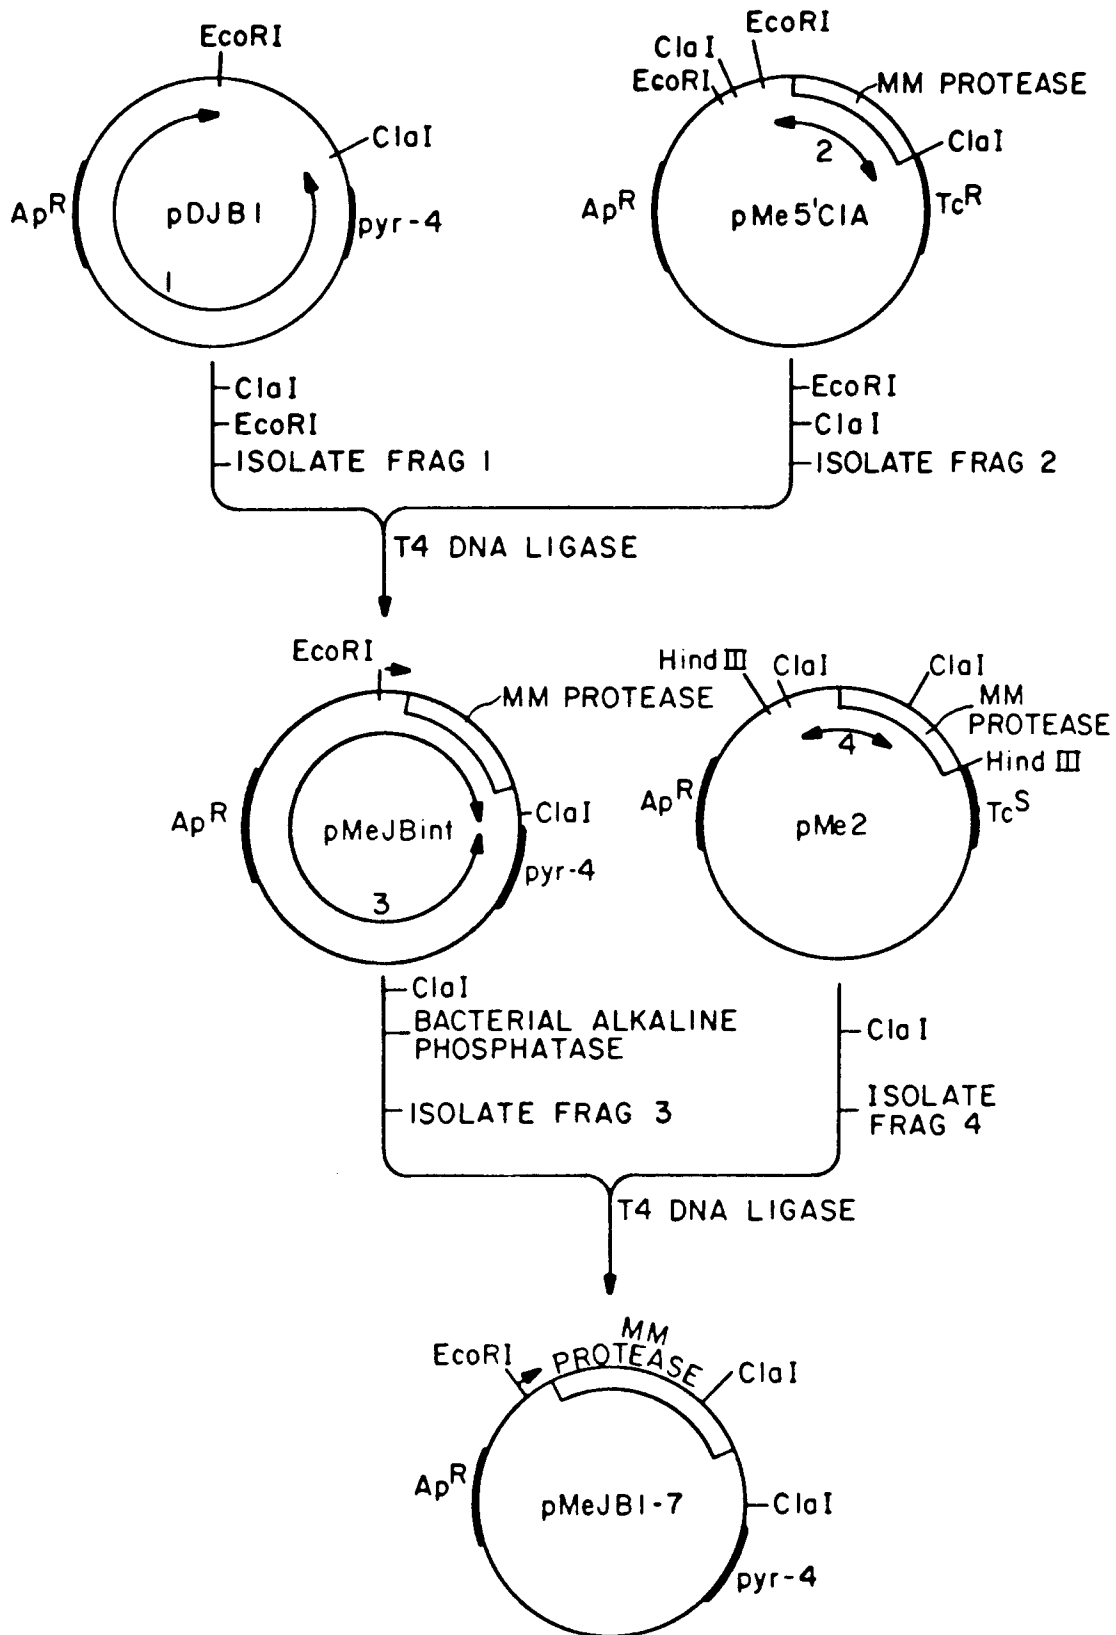 EcoRI
ClaI
ApR
pDJB1
pyr-4
1
EcoRI
ClaI
EcoRI
MM PROTEASE
ClaI
2
ApR
pMe5'ClA
TcR
ClaI
EcoRI
ISOLATE FRAG 1
EcoRI
ClaI
ISOLATE FRAG 2
T4 DNA LIGASE
EcoRI
MM PROTEASE
ClaI
ApR
pMeJBint
pyr-4
3
Hind III
ClaI
ClaI
MM
PROTEASE
4
Hind III
ApR
pMe2
TcS
ClaI
BACTERIAL ALKALINE
PHOSPHATASE
ISOLATE FRAG 3
ClaI
ISOLATE
FRAG 4
T4 DNA LIGASE
EcoRI
MM
PROTEASE
ClaI
ApR
pMeJB1-7
ClaI
pyr-4